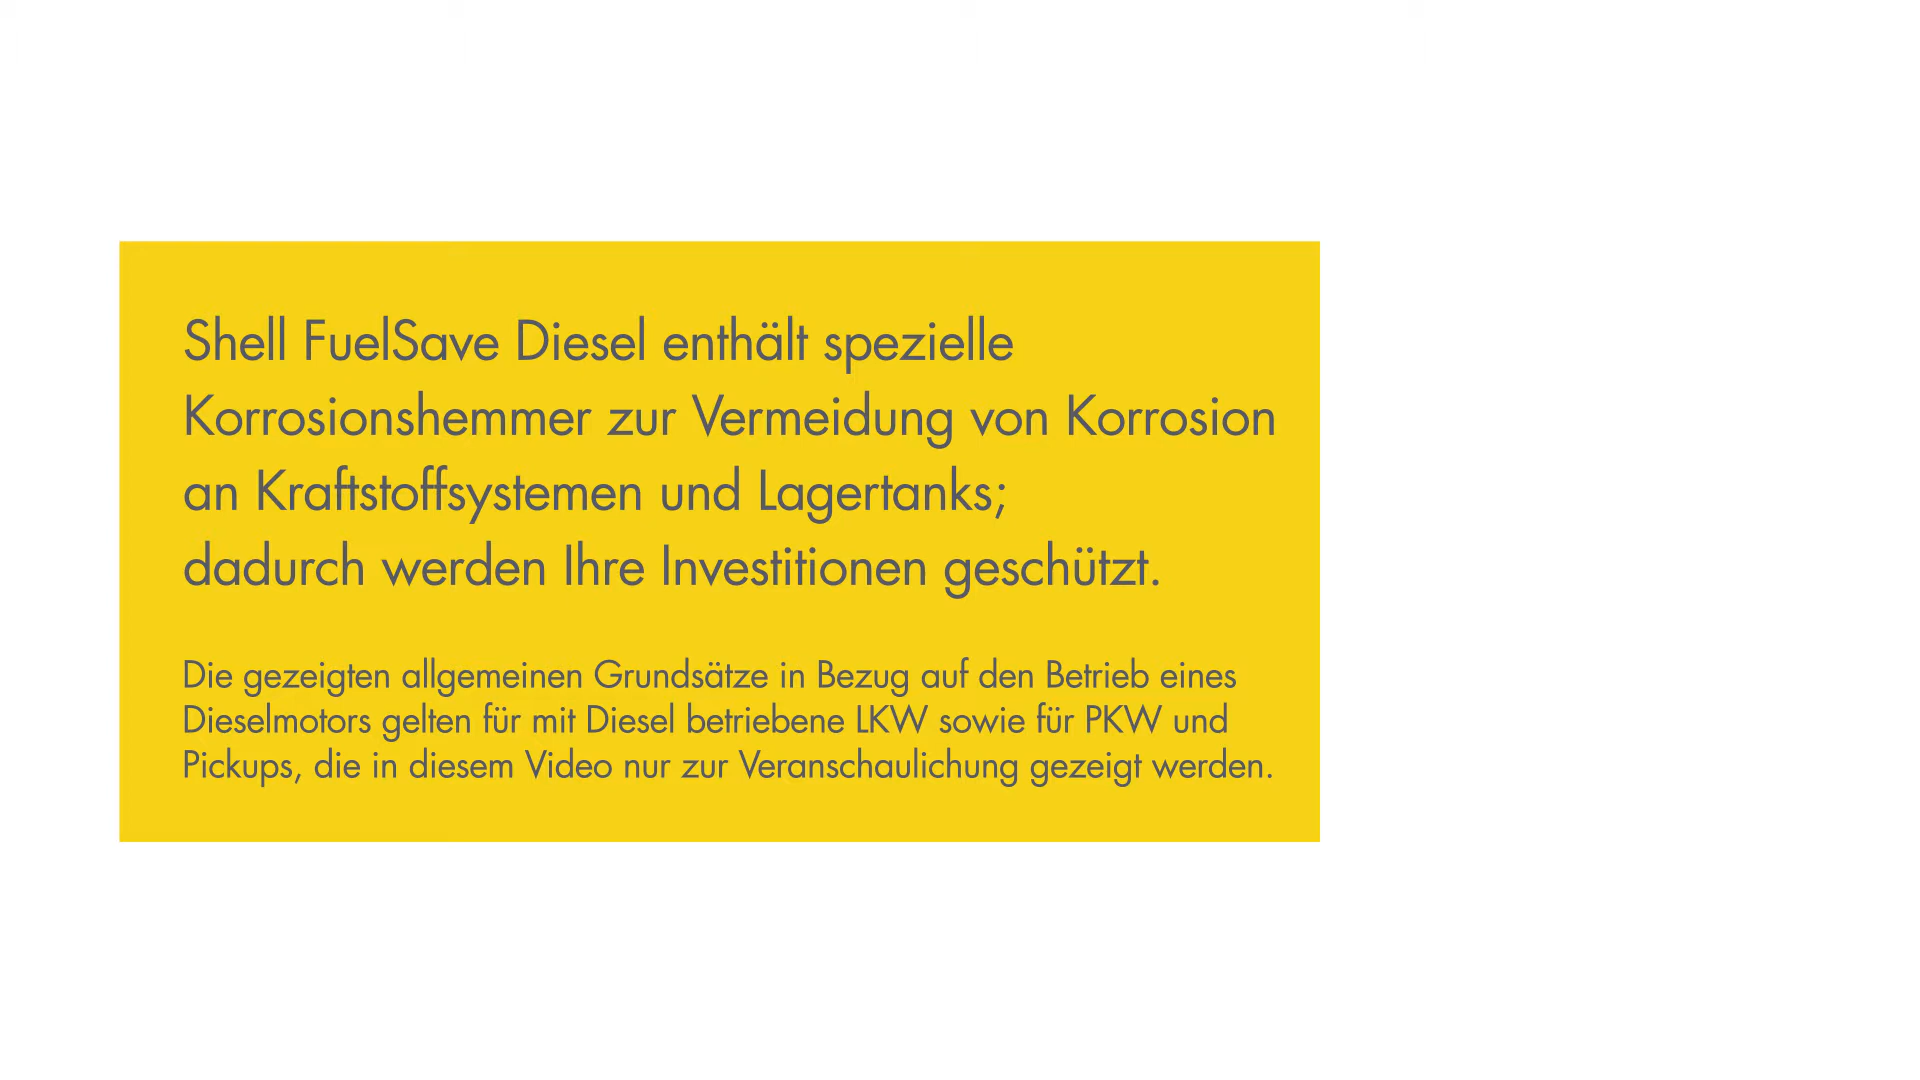 Shell FuelSave Diesel enthält spezielle
Korrosionshemmer zur Vermeidung von Korrosion
an Kraftstoffsystemen und Lagertanks;
dadurch werden Ihre Investitionen geschützt.
Die gezeigten allgemeinen Grundsätze in Bezug auf den Betrieb eines
Dieselmotors gelten für mit Diesel betriebene LKW sowie für PKW und
Pickups, die in diesem Video nur zur Veranschaulichung gezeigt werden.